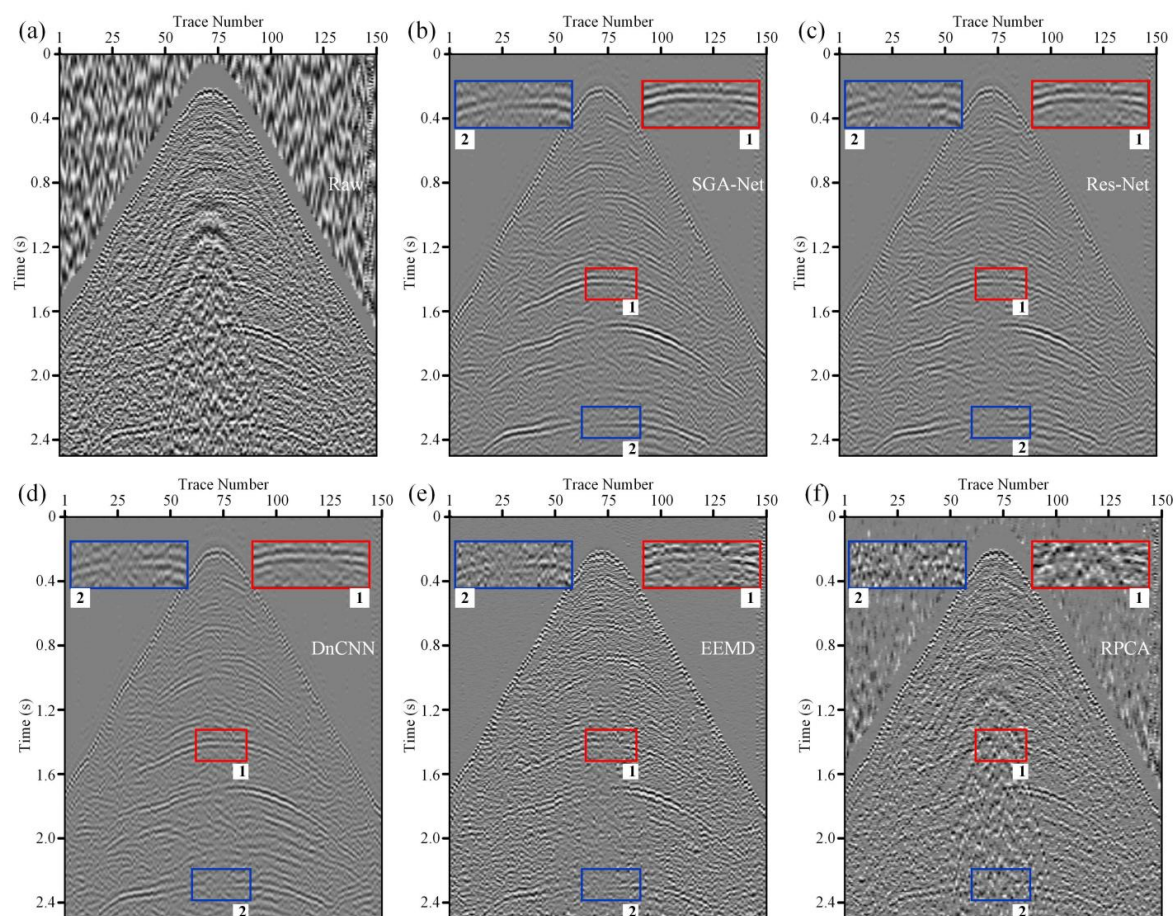 (a) Trace Number
1 25 50 75 100 125 150
Time (s)
0
0.4
0.8
1.2
1.6
2.0
2.4
Raw
(b) Trace Number
1 25 50 75 100 125 150
Time (s)
0
0.4
0.8
1.2
1.6
2.0
2.4
2
1
SGA-Net
1
2
(c) Trace Number
1 25 50 75 100 125 150
Time (s)
0
0.4
0.8
1.2
1.6
2.0
2.4
2
1
Res-Net
1
2
(d) Trace Number
1 25 50 75 100 125 150
Time (s)
0
0.4
0.8
1.2
1.6
2.0
2.4
2
1
DnCNN
1
2
(e) Trace Number
1 25 50 75 100 125 150
Time (s)
0
0.4
0.8
1.2
1.6
2.0
2.4
2
1
EEMD
1
2
(f) Trace Number
1 25 50 75 100 125 150
Time (s)
0
0.4
0.8
1.2
1.6
2.0
2.4
2
1
RPCA
1
2